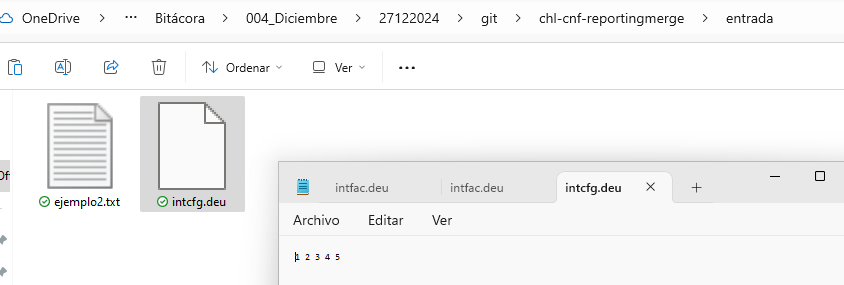 OneDrive > ... Bitácora > 004_Diciembre > 27122024 > git > chl-cnf-reportingmerge > entrada
Ordenar Ver ...
ejemplo2.txt intcfg.deu
intfac.deu intfac.deu intcfg.deu × +
Archivo Editar Ver
1 2 3 4 5